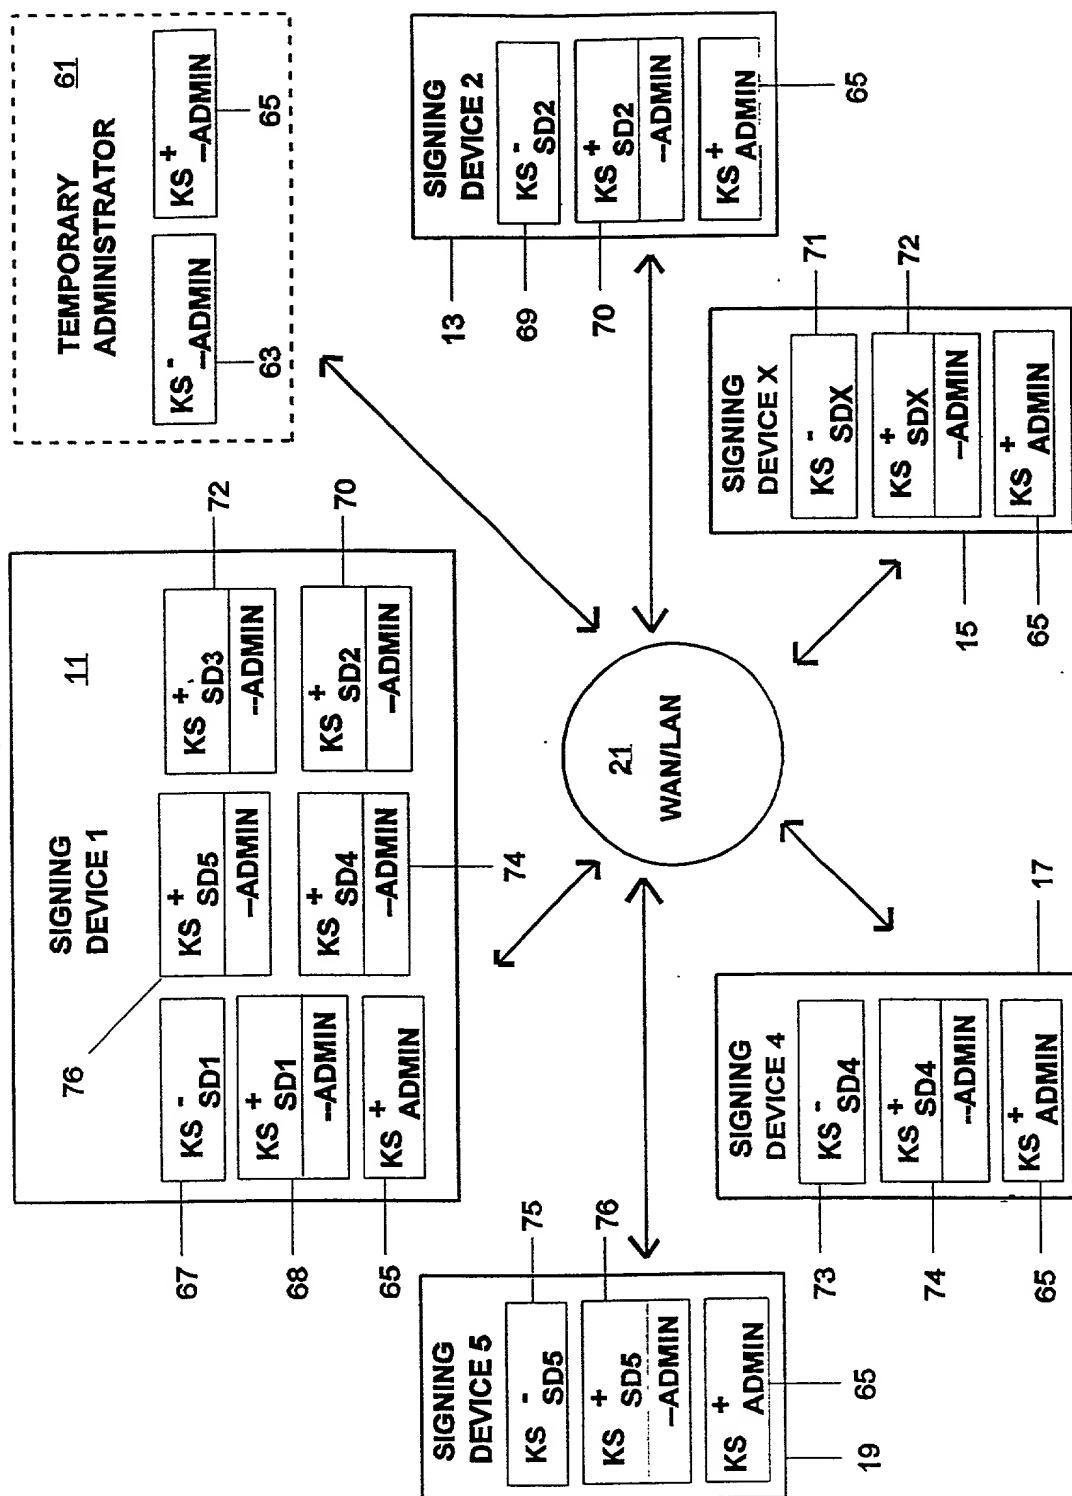 TEMPORARY
ADMINISTRATOR
61
KS -
--ADMIN
63
KS +
--ADMIN
65
SIGNING
DEVICE 1
11
KS -
SD1
67
KS +
SD1
--ADMIN
68
KS +
ADMIN
65
76
KS +
SD5
--ADMIN
KS +
SD4
--ADMIN
74
KS +
SD3
--ADMIN
72
KS +
SD2
--ADMIN
70
SIGNING
DEVICE 2
KS -
SD2
KS +
SD2
--ADMIN
KS +
ADMIN
13
69
70
65
21
WAN/LAN
SIGNING
DEVICE 5
KS -
SD5
75
KS +
SD5
--ADMIN
76
KS +
ADMIN
65
19
SIGNING
DEVICE 4
17
KS -
SD4
73
KS +
SD4
--ADMIN
74
KS +
ADMIN
65
SIGNING
DEVICE X
KS -
SDX
71
KS +
SDX
--ADMIN
72
KS +
ADMIN
15
65